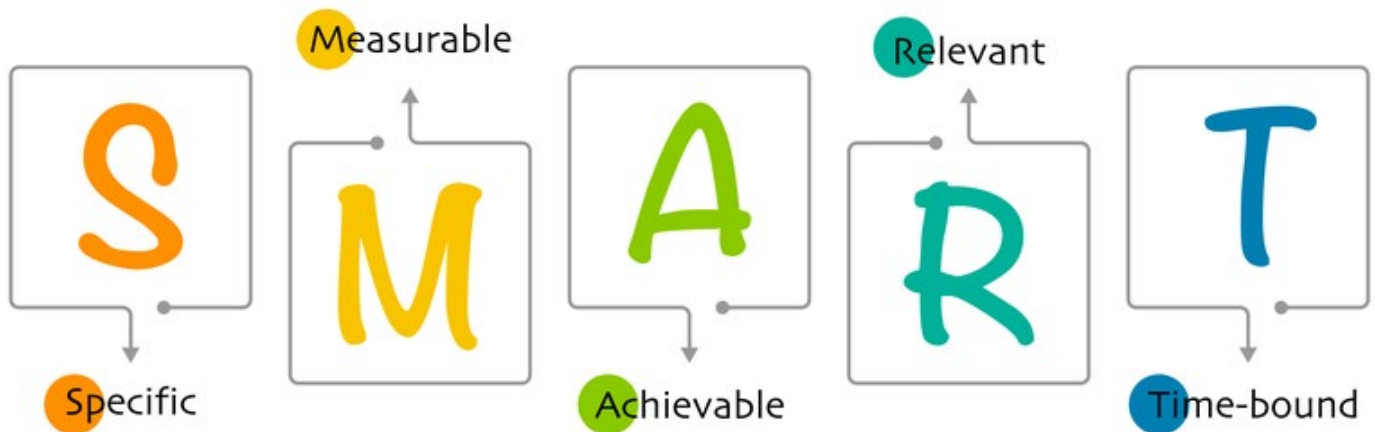 S
Specific
M
Measurable
A
Achievable
R
Relevant
T
Time-bound